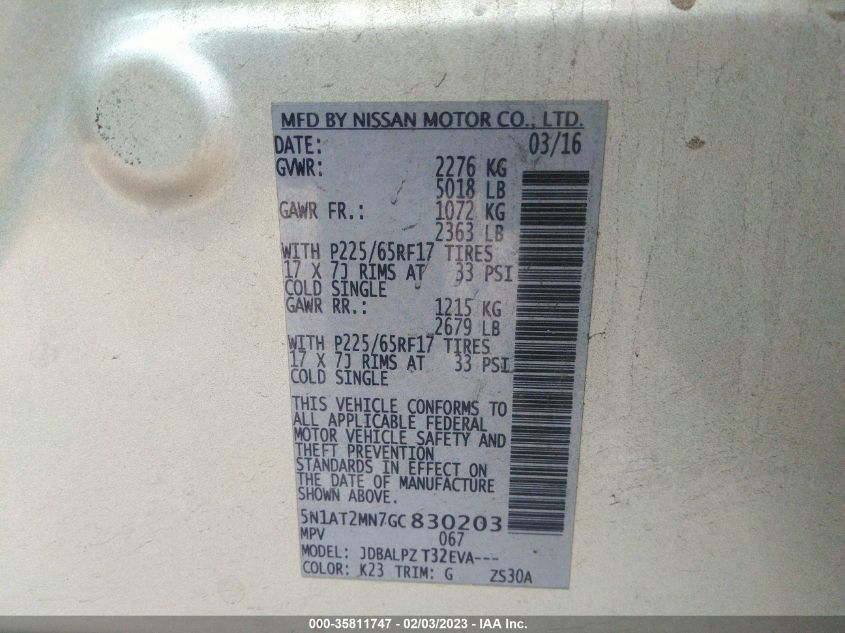 MFD BY NISSAN MOTOR CO., LTD.
DATE: 03/16
GVWR: 2276 KG
5018 LB
GAWR FR.: 1072 KG
2363 LB
WITH P225/65RF17 TIRES
17 X 7J RIMS AT 33 PSI
COLD SINGLE
GAWR RR.: 1215 KG
2679 LB
WITH P225/65RF17 TIRES
17 X 7J RIMS AT 33 PSI
COLD SINGLE
THIS VEHICLE CONFORMS TO
ALL APPLICABLE FEDERAL
MOTOR VEHICLE SAFETY AND
THEFT PREVENTION
STANDARDS IN EFFECT ON
THE DATE OF MANUFACTURE
SHOWN ABOVE.
5N1AT2MN7GC830203
MPV 067
MODEL: JDBALPZ T32EVA---
COLOR: K23 TRIM: G ZS30A
000-35811747 - 02/03/2023 - IAA Inc.